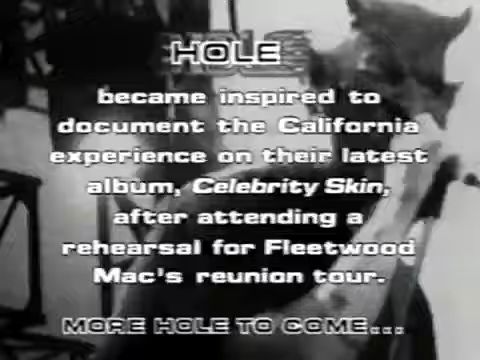 HOLE
became inspired to
document the California
experience on their latest
album, Celebrity Skin,
after attending a
rehearsal for Fleetwood
Mac's reunion tour.
MORE HOLE TO COME...